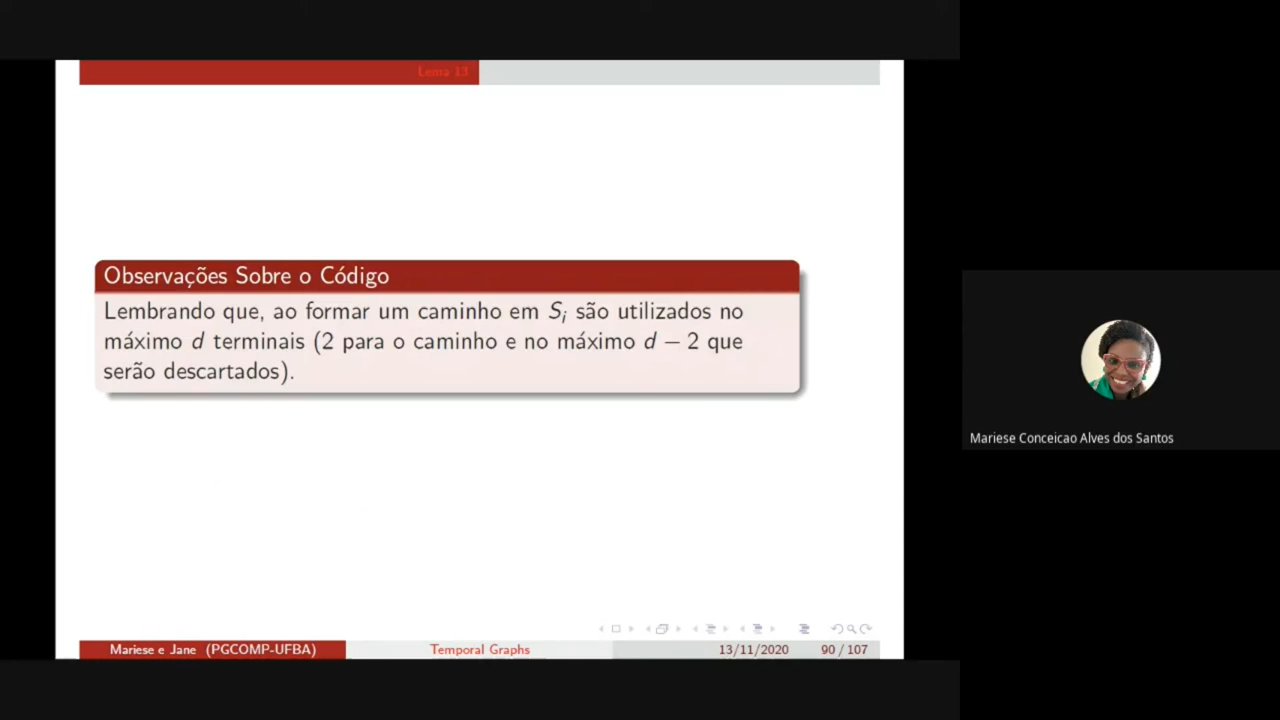 Lema 13
Observações Sobre o Código
Lembrando que, ao formar um caminho em Sᵢ são utilizados no
máximo d terminais (2 para o caminho e no máximo d − 2 que
serão descartados).
Mariese Conceicao Alves dos Santos
Mariese e Jane (PGCOMP-UFBA) Temporal Graphs 13/11/2020 90 / 107